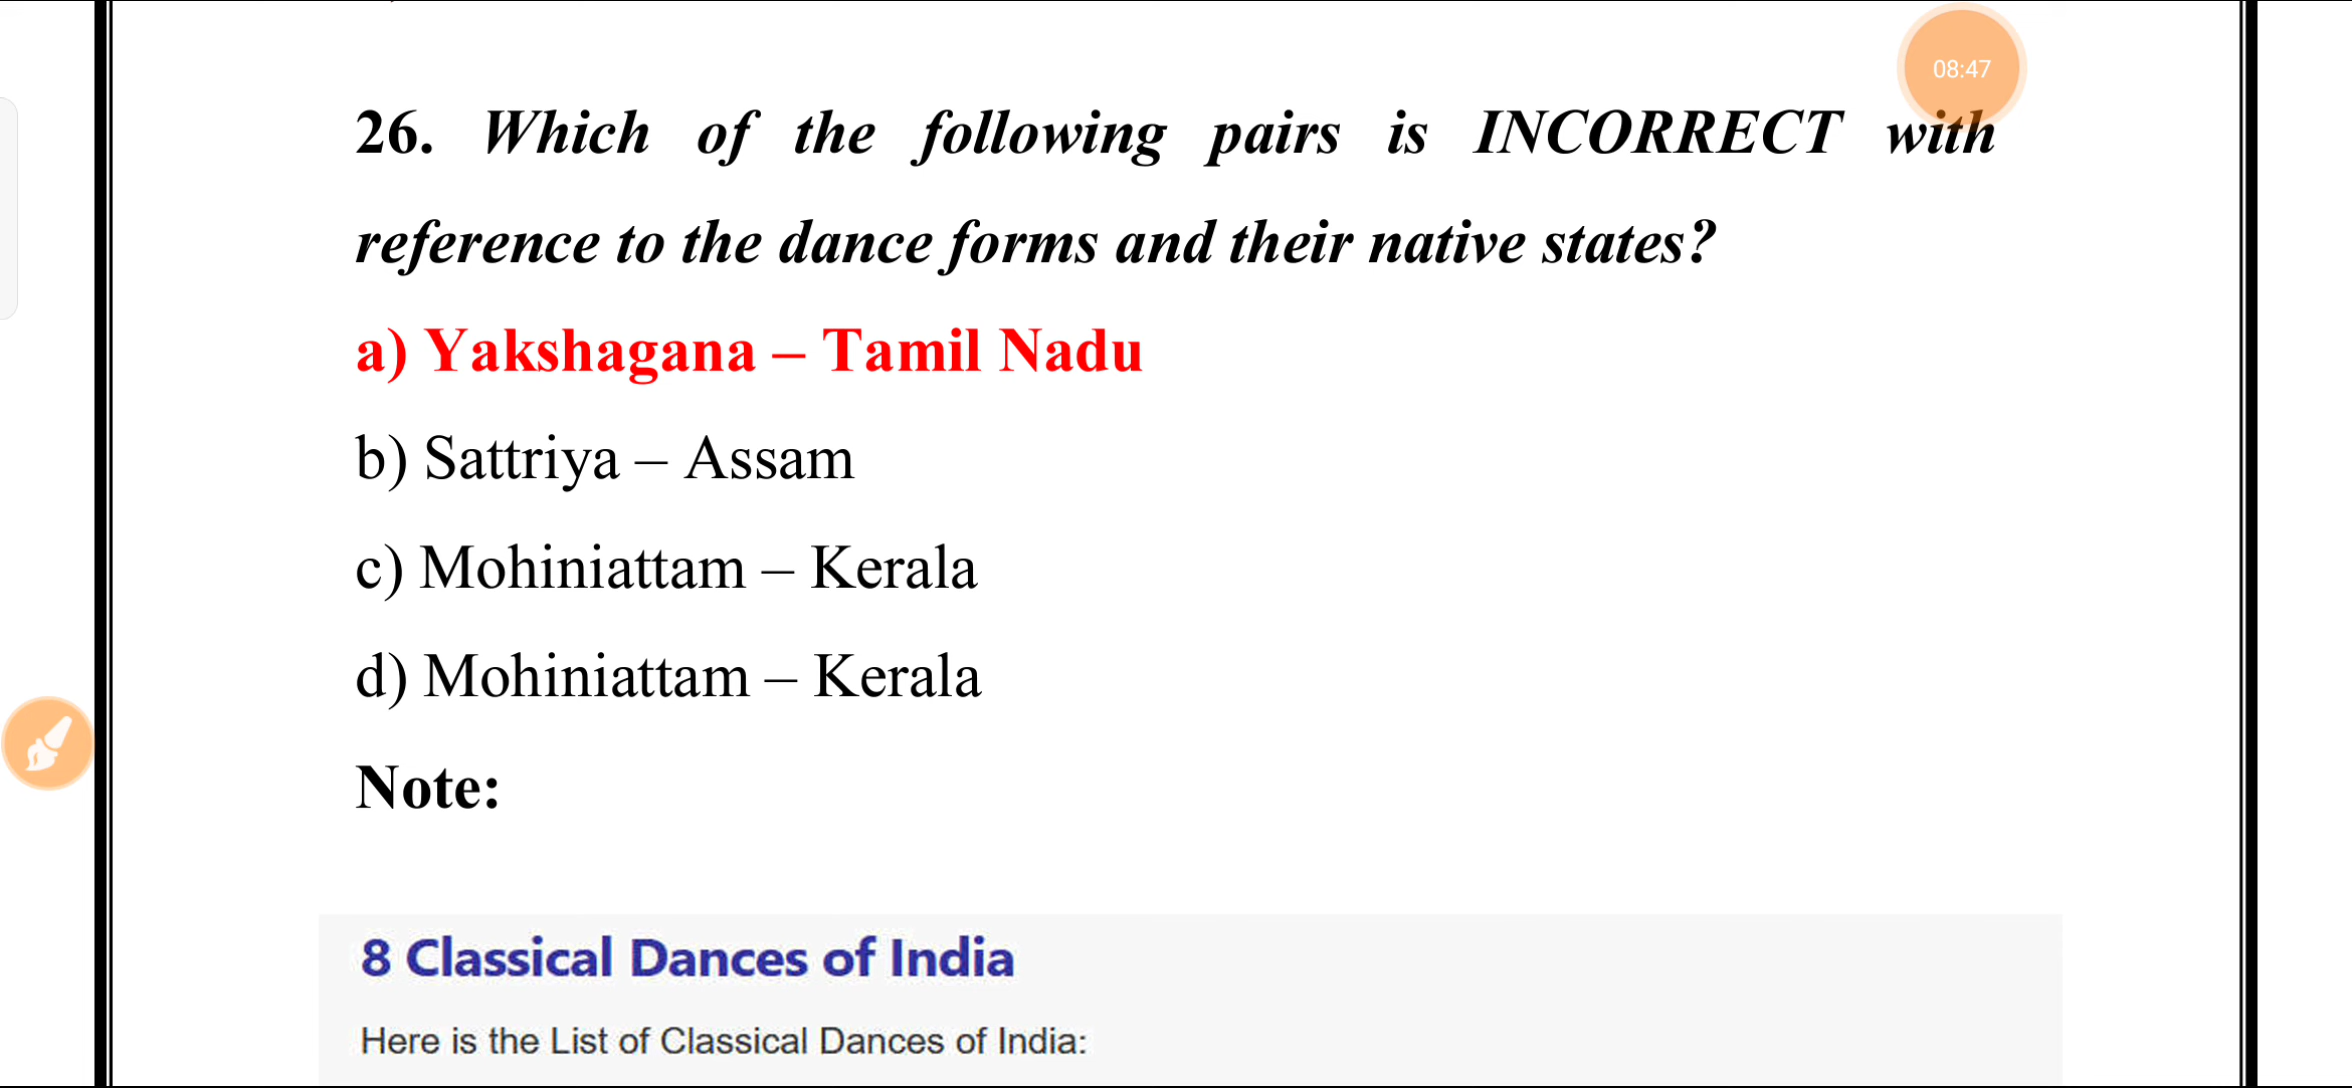 08:47
26. Which of the following pairs is INCORRECT with
reference to the dance forms and their native states?
a) Yakshagana – Tamil Nadu
b) Sattriya – Assam
c) Mohiniattam – Kerala
d) Mohiniattam – Kerala
Note:
8 Classical Dances of India
Here is the List of Classical Dances of India: